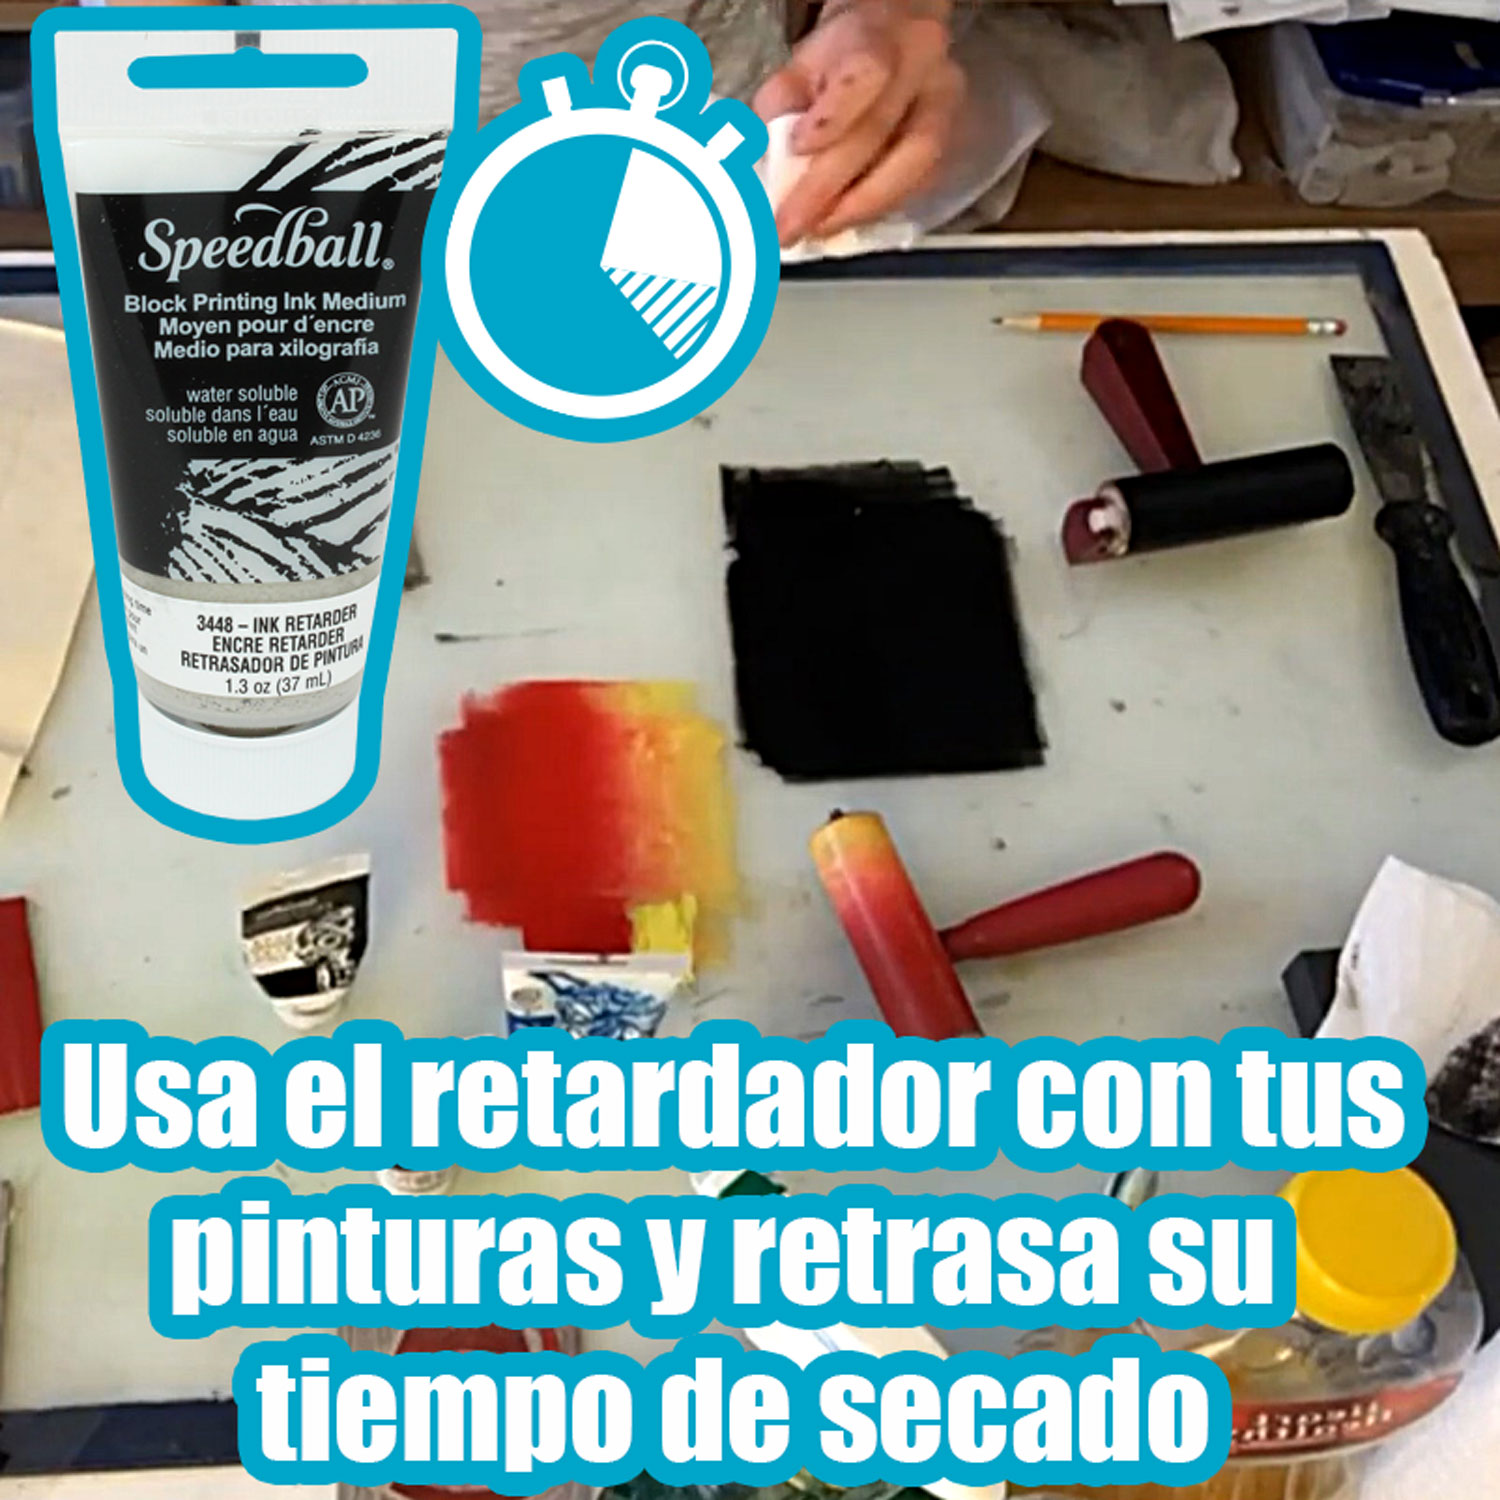 Speedball®
Block Printing Ink Medium
Moyen pour d´encre
Medio para xilografía
water soluble
soluble dans l´eau
soluble en agua
ACMI
AP
ASTM D 4236
3448 – INK RETARDER
ENCRE RETARDER
RETRASADOR DE PINTURA
1.3 oz (37 mL)
Usa el retardador con tus
pinturas y retrasa su
tiempo de secado